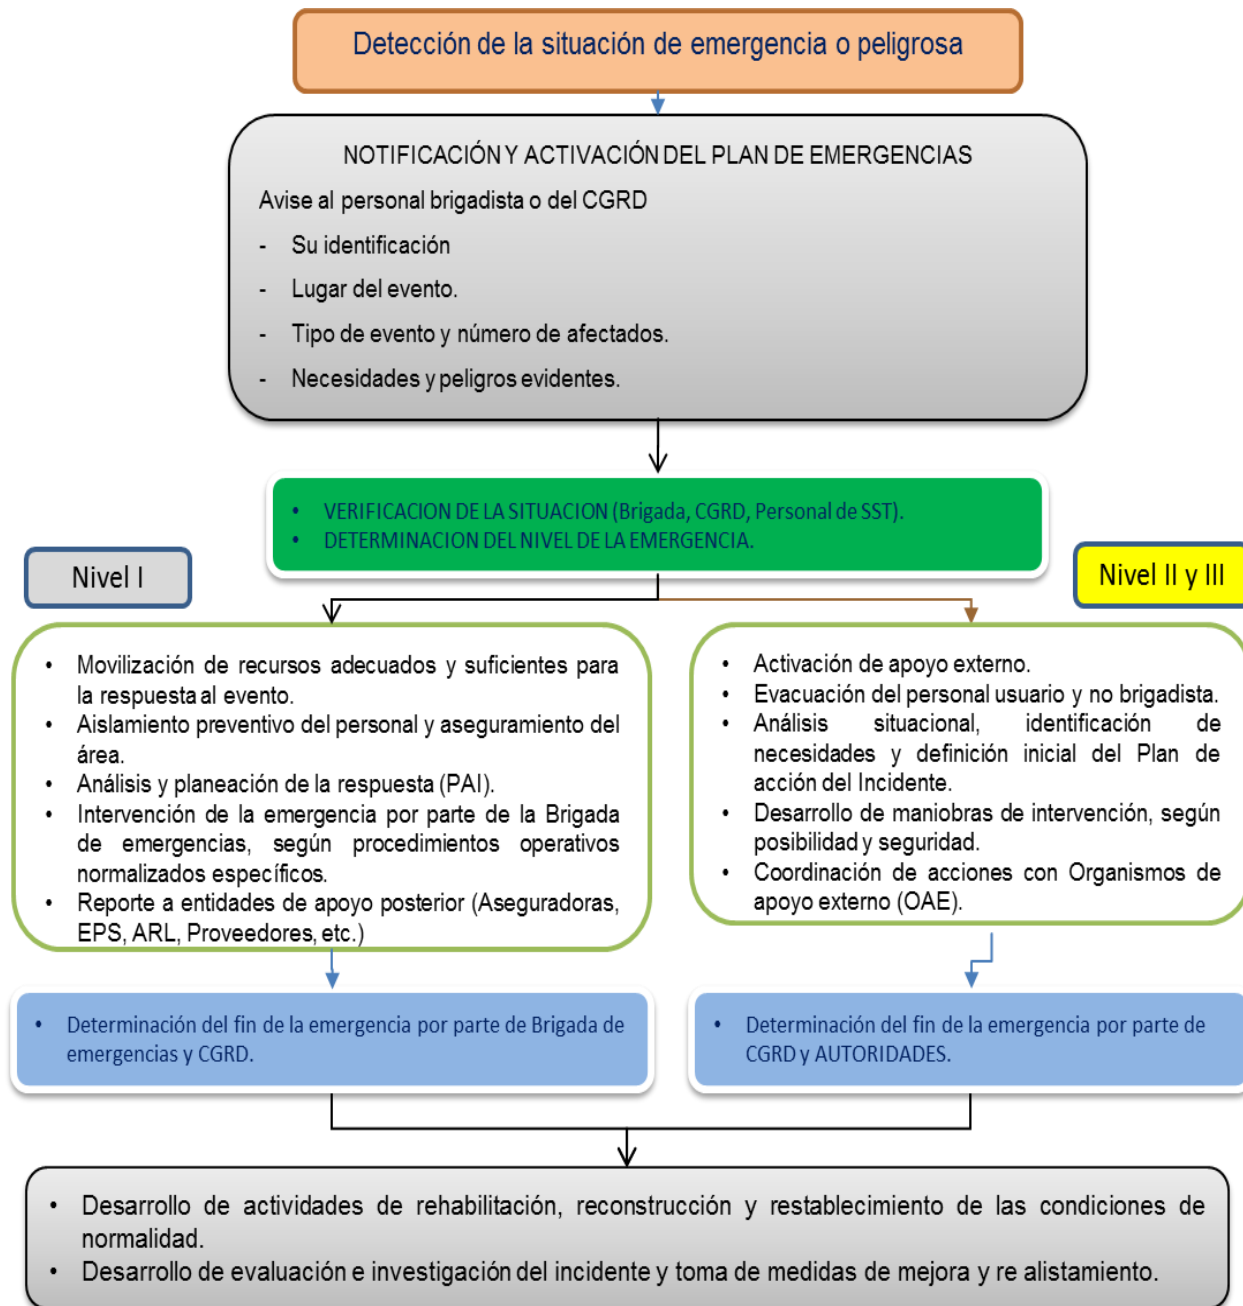 Detección de la situación de emergencia o peligrosa
NOTIFICACIÓN Y ACTIVACIÓN DEL PLAN DE EMERGENCIAS
Avise al personal brigadista o del CGRD
- Su identificación
- Lugar del evento.
- Tipo de evento y número de afectados.
- Necesidades y peligros evidentes.
• VERIFICACION DE LA SITUACION (Brigada, CGRD, Personal de SST).
• DETERMINACION DEL NIVEL DE LA EMERGENCIA.
Nivel I
Nivel II y III
• Movilización de recursos adecuados y suficientes para
la respuesta al evento.
• Aislamiento preventivo del personal y aseguramiento del
área.
• Análisis y planeación de la respuesta (PAI).
• Intervención de la emergencia por parte de la Brigada
de emergencias, según procedimientos operativos
normalizados específicos.
• Reporte a entidades de apoyo posterior (Aseguradoras,
EPS, ARL, Proveedores, etc.)
• Activación de apoyo externo.
• Evacuación del personal usuario y no brigadista.
• Análisis situacional, identificación de
necesidades y definición inicial del Plan de
acción del Incidente.
• Desarrollo de maniobras de intervención, según
posibilidad y seguridad.
• Coordinación de acciones con Organismos de
apoyo externo (OAE).
• Determinación del fin de la emergencia por parte de Brigada de
emergencias y CGRD.
• Determinación del fin de la emergencia por parte de
CGRD y AUTORIDADES.
• Desarrollo de actividades de rehabilitación, reconstrucción y restablecimiento de las condiciones de
normalidad.
• Desarrollo de evaluación e investigación del incidente y toma de medidas de mejora y re alistamiento.